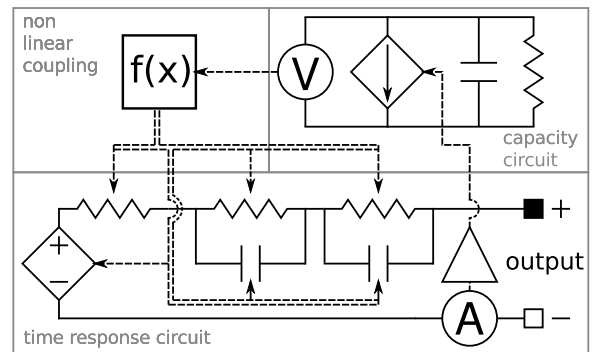 non
linear
coupling
f(x)
V
capacity
circuit
+
+
−
output
A
−
time response circuit